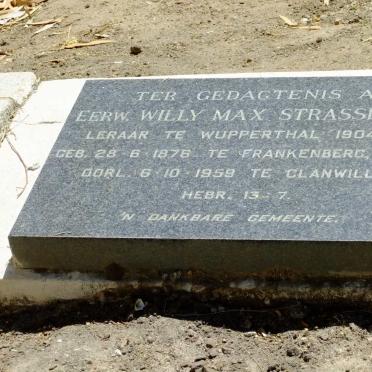 TER GEDAGTENIS A
EERW. WILLY MAX STRASS
LERAAR TE WUPPERTHAL 1904
GEB. 28·6·1876 TE FRANKENBERG,
OORL. 6·10·1959 TE CLANWILL
HEBR. 13-7.
'N DANKBARE GEMEENTE.